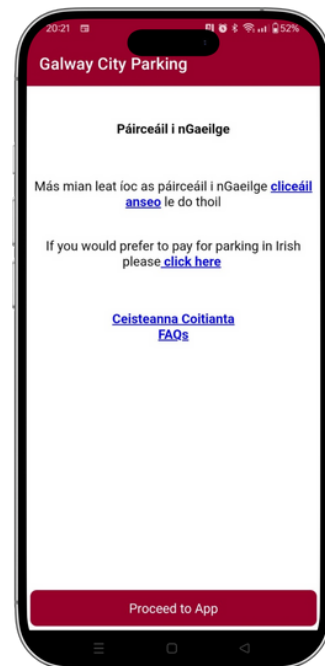 20:21 52%
Galway City Parking
Páirceáil i nGaeilge
Más mian leat íoc as páirceáil i nGaeilge cliceáil
anseo le do thoil
If you would prefer to pay for parking in Irish
please click here
Ceisteanna Coitianta
FAQs
Proceed to App